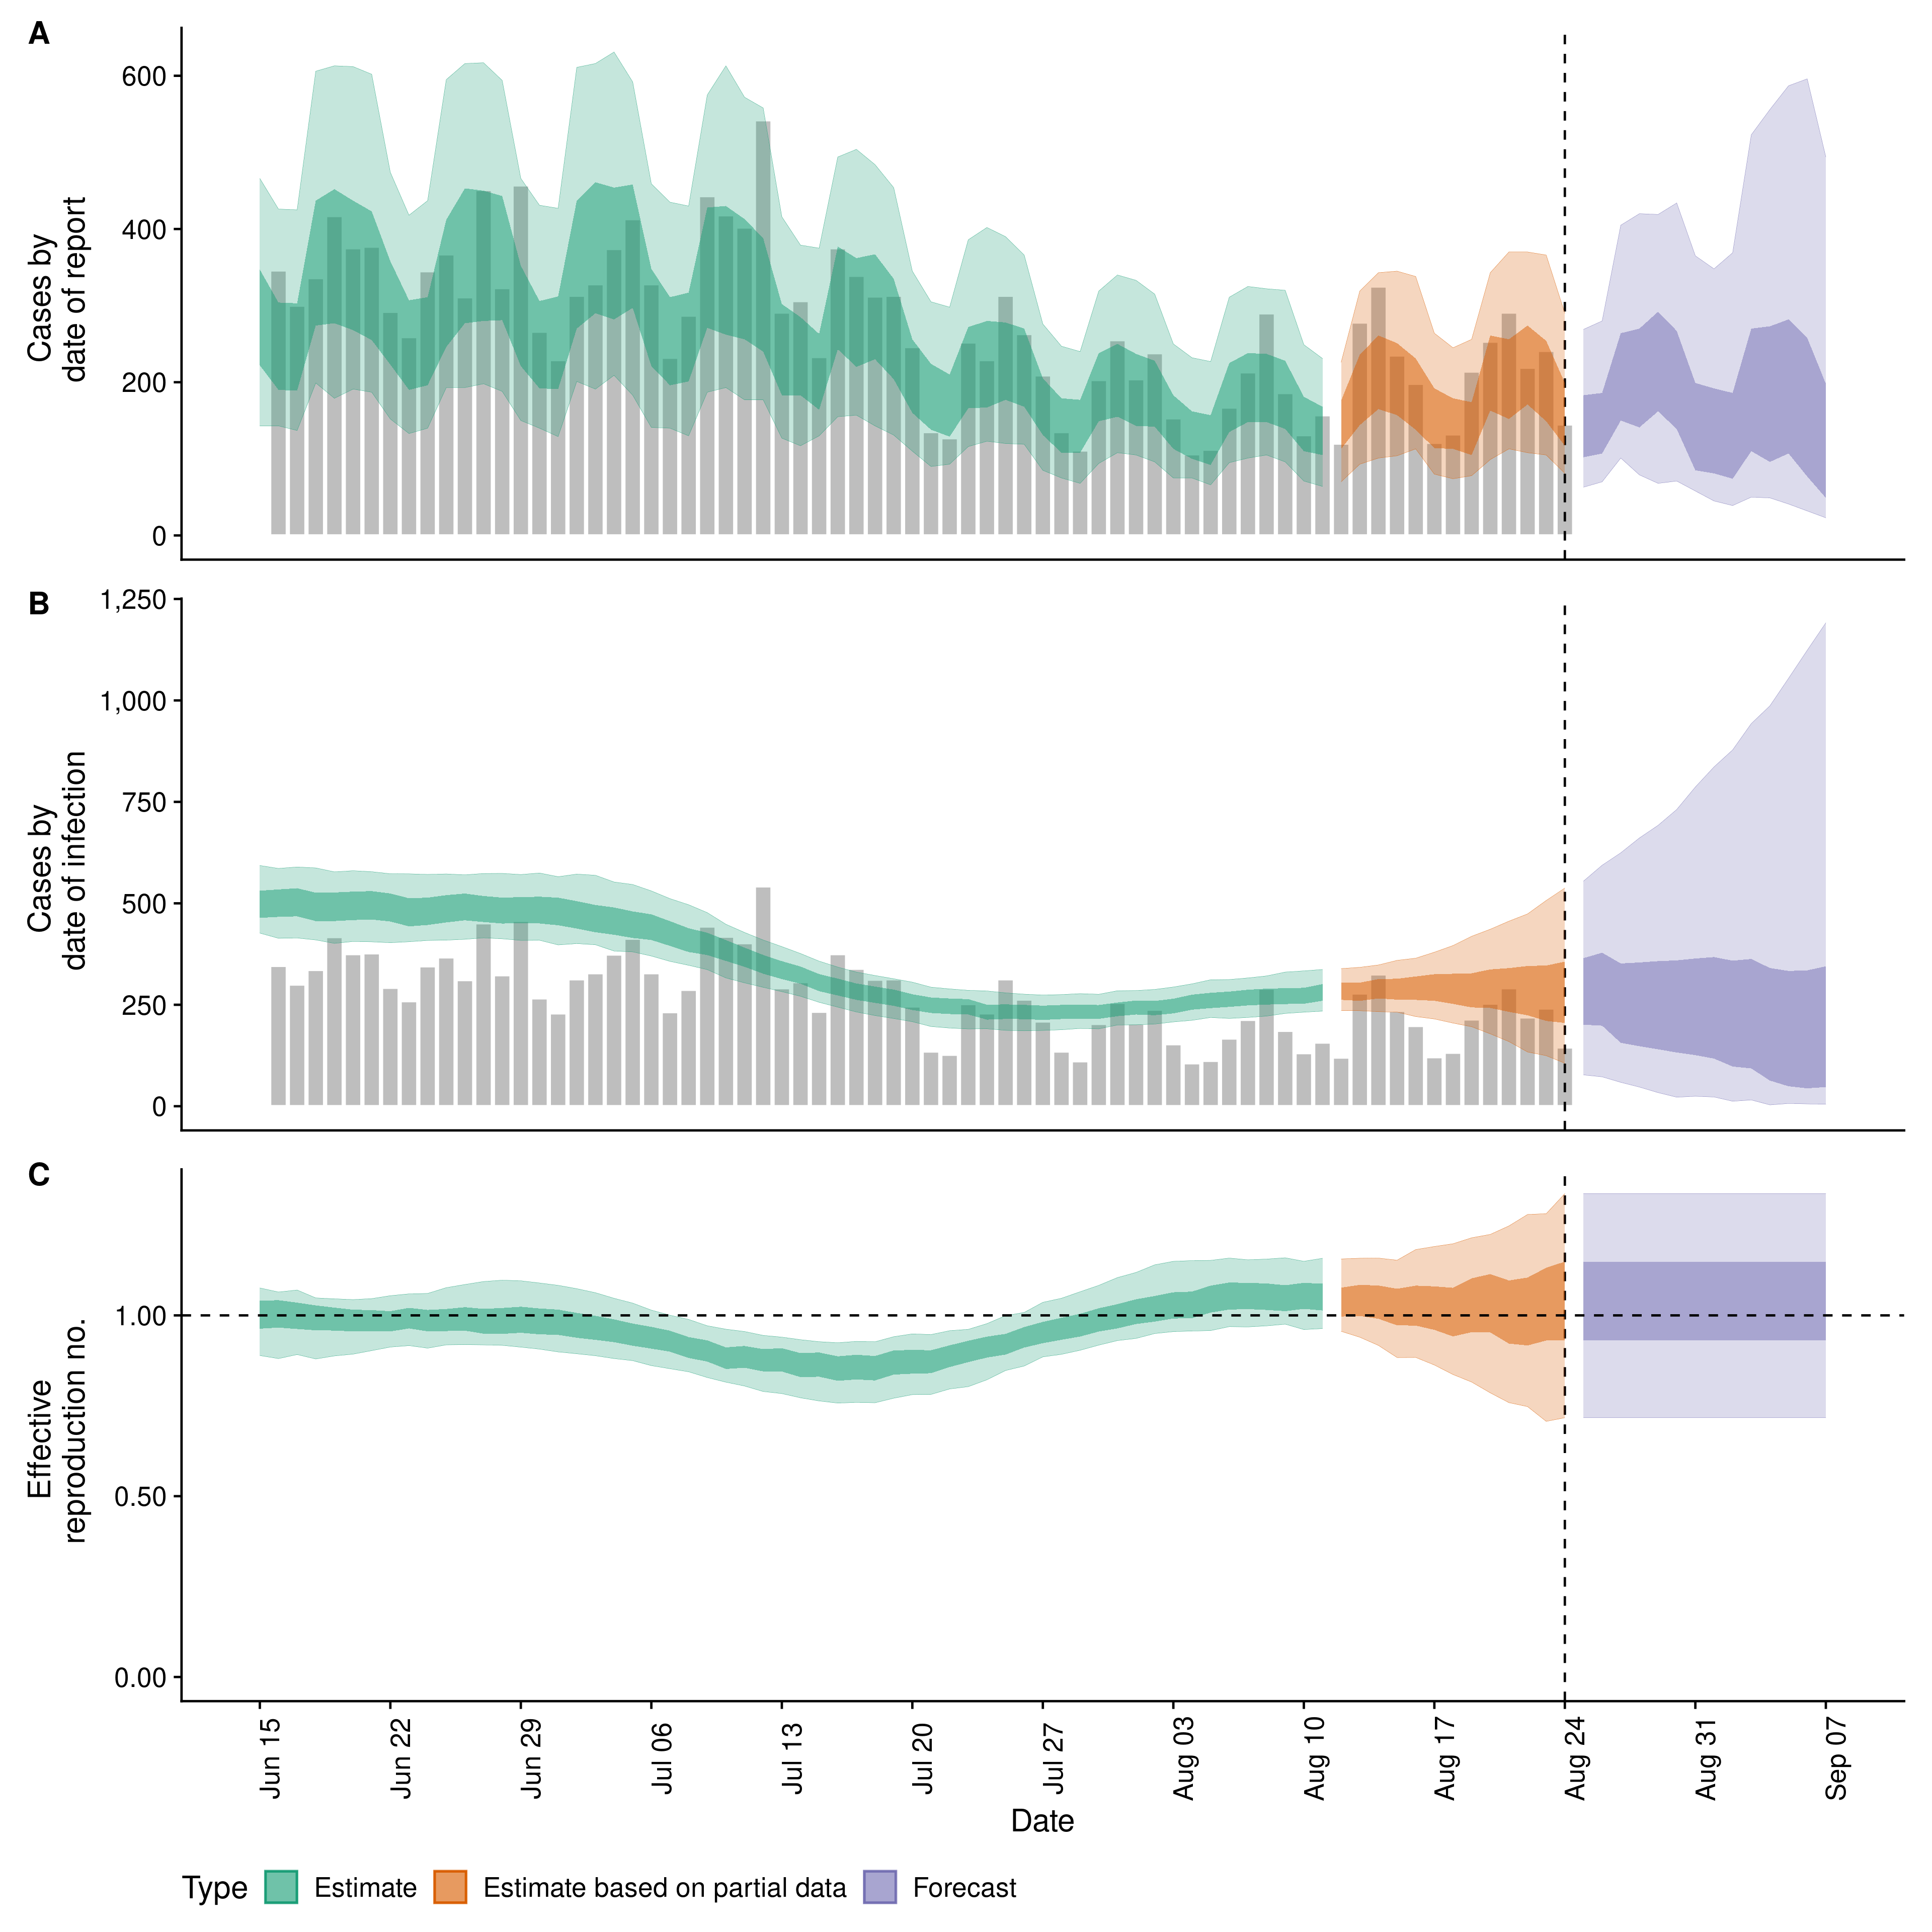 A
600
400
200
0
Cases by
date of report
B
1,250
1,000
750
500
250
0
Cases by
date of infection
C
1.00
0.50
0.00
Effective
reproduction no.
Jun 15
Jun 22
Jun 29
Jul 06
Jul 13
Jul 20
Jul 27
Aug 03
Aug 10
Aug 17
Aug 24
Aug 31
Sep 07
Date
Type Estimate Estimate based on partial data Forecast